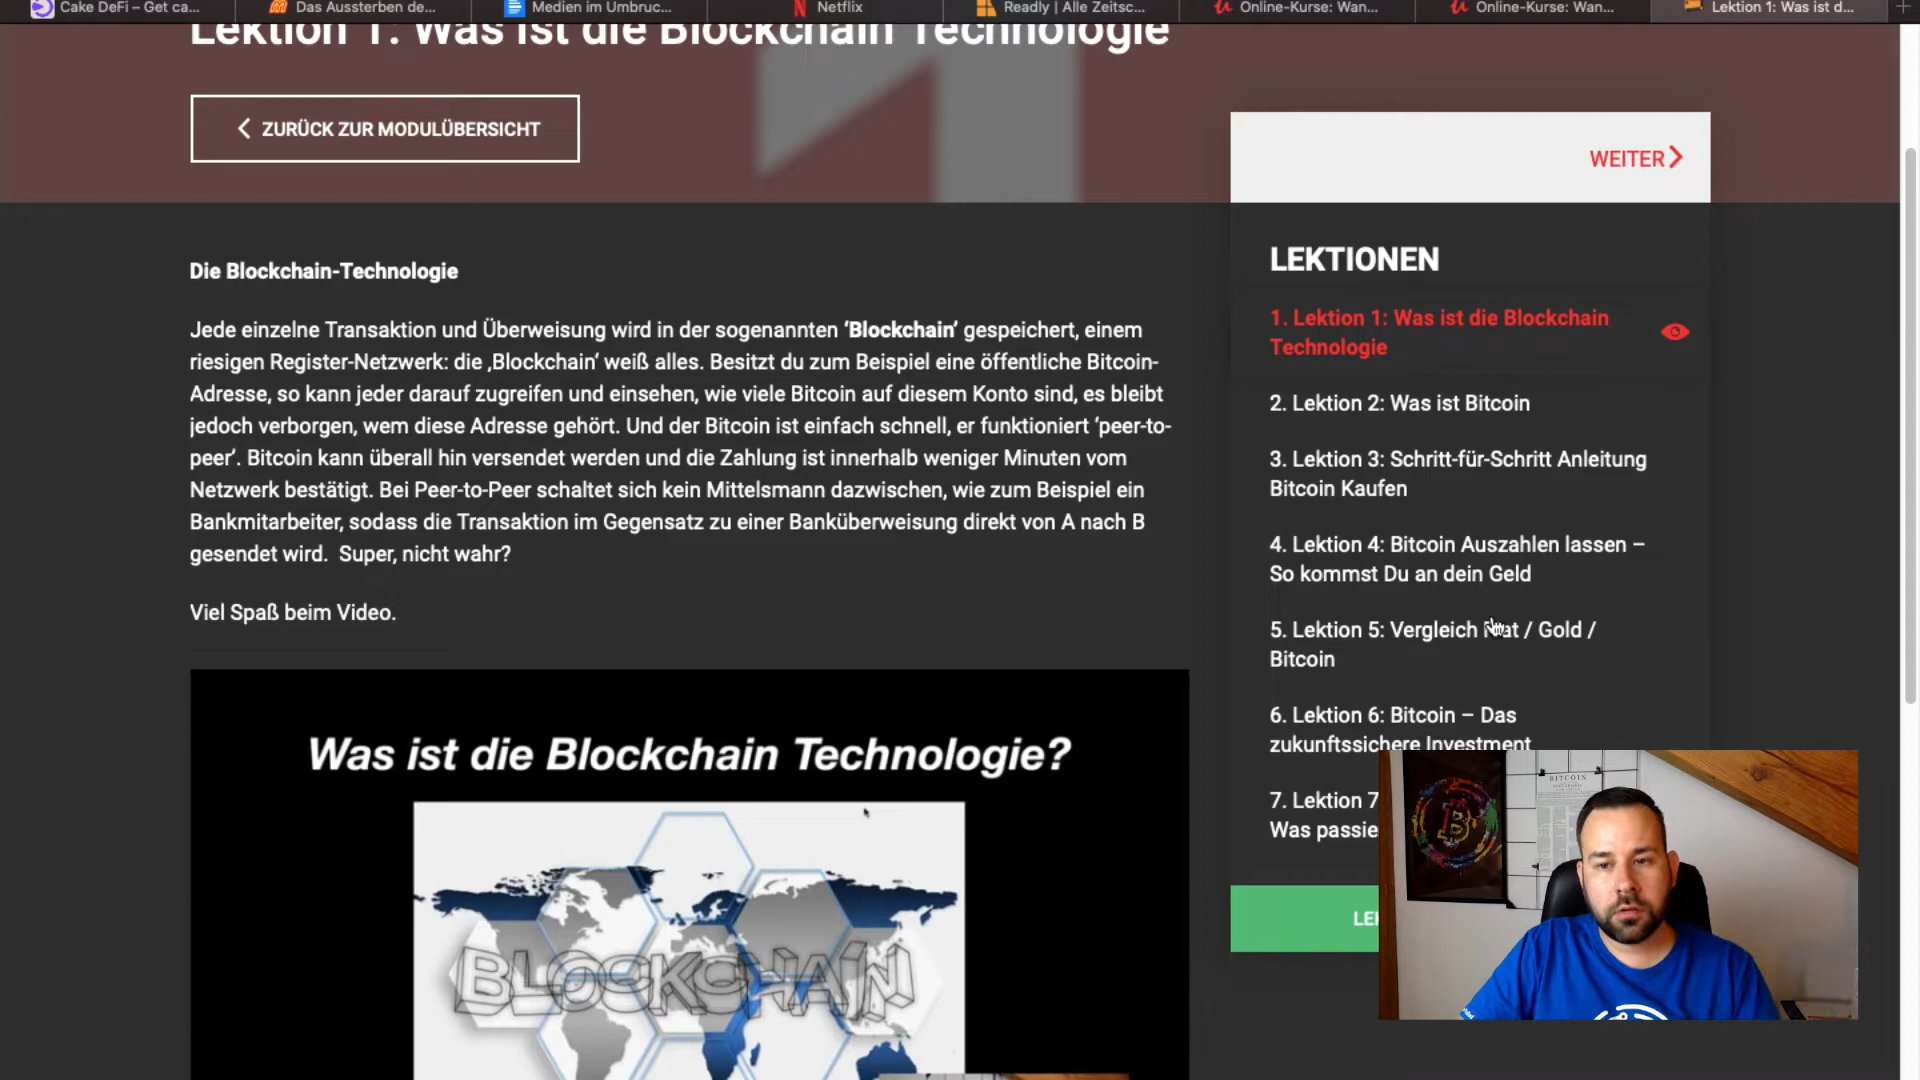 Cake DeFi – Get ca...
Das Aussterben de...
Medien im Umbruc...
Netflix
Readly | Alle Zeitsc...
Online-Kurse: Wan...
Online-Kurse: Wan...
Lektion 1: Was ist d...
Lektion 1: Was ist die Blockchain Technologie
ZURÜCK ZUR MODULÜBERSICHT
WEITER
Die Blockchain-Technologie
Jede einzelne Transaktion und Überweisung wird in der sogenannten ‘Blockchain’ gespeichert, einem
riesigen Register-Netzwerk: die ‚Blockchain‘ weiß alles. Besitzt du zum Beispiel eine öffentliche Bitcoin-
Adresse, so kann jeder darauf zugreifen und einsehen, wie viele Bitcoin auf diesem Konto sind, es bleibt
jedoch verborgen, wem diese Adresse gehört. Und der Bitcoin ist einfach schnell, er funktioniert ‘peer-to-
peer’. Bitcoin kann überall hin versendet werden und die Zahlung ist innerhalb weniger Minuten vom
Netzwerk bestätigt. Bei Peer-to-Peer schaltet sich kein Mittelsmann dazwischen, wie zum Beispiel ein
Bankmitarbeiter, sodass die Transaktion im Gegensatz zu einer Banküberweisung direkt von A nach B
gesendet wird. Super, nicht wahr?
Viel Spaß beim Video.
Was ist die Blockchain Technologie?
BLOCKCHAIN
LEKTIONEN
1. Lektion 1: Was ist die Blockchain
Technologie
2. Lektion 2: Was ist Bitcoin
3. Lektion 3: Schritt-für-Schritt Anleitung
Bitcoin Kaufen
4. Lektion 4: Bitcoin Auszahlen lassen –
So kommst Du an dein Geld
5. Lektion 5: Vergleich / Gold /
Bitcoin
6. Lektion 6: Bitcoin – Das
zukunftssichere Investment
7. Lektion 7
Was passie
LEK
BITCOIN